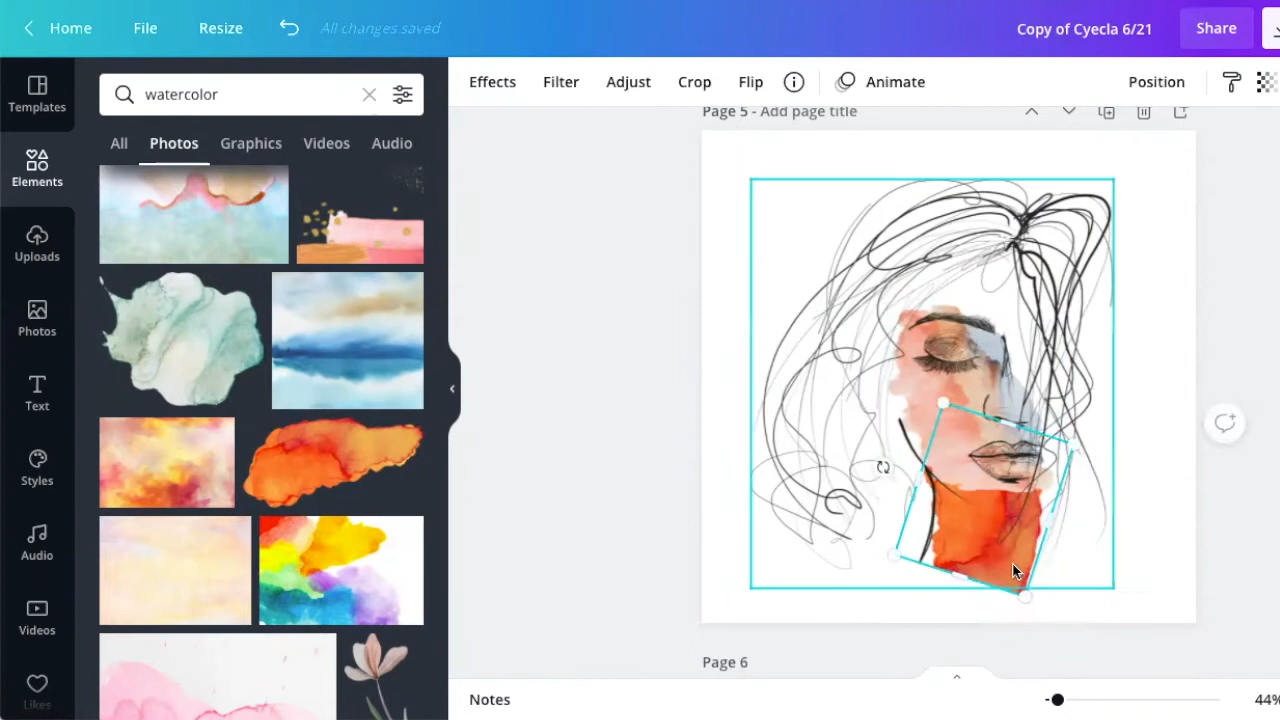 Home File Resize All changes saved Copy of Cyecla 6/21 Share
Templates
Elements
Uploads
Photos
Text
Styles
Audio
Videos
Likes
watercolor
All Photos Graphics Videos Audio
Effects Filter Adjust Crop Flip Animate Position
Page 5 - Add page title
Page 6
Notes
44%